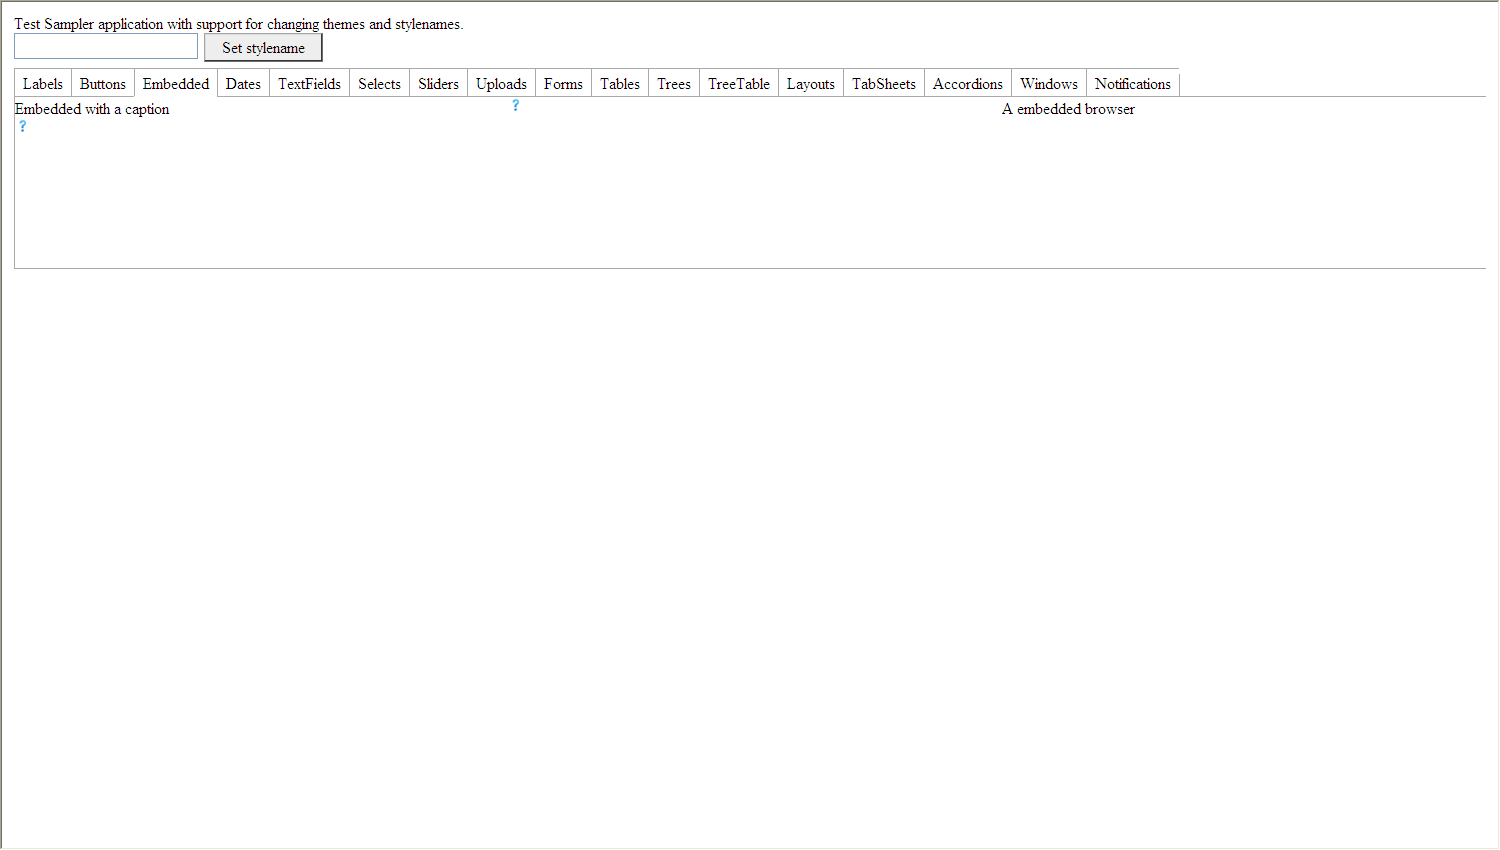 Test Sampler application with support for changing themes and stylenames.
Set stylename
Labels Buttons Embedded Dates TextFields Selects Sliders Uploads Forms Tables Trees TreeTable Layouts TabSheets Accordions Windows Notifications
Embedded with a caption ? A embedded browser
?